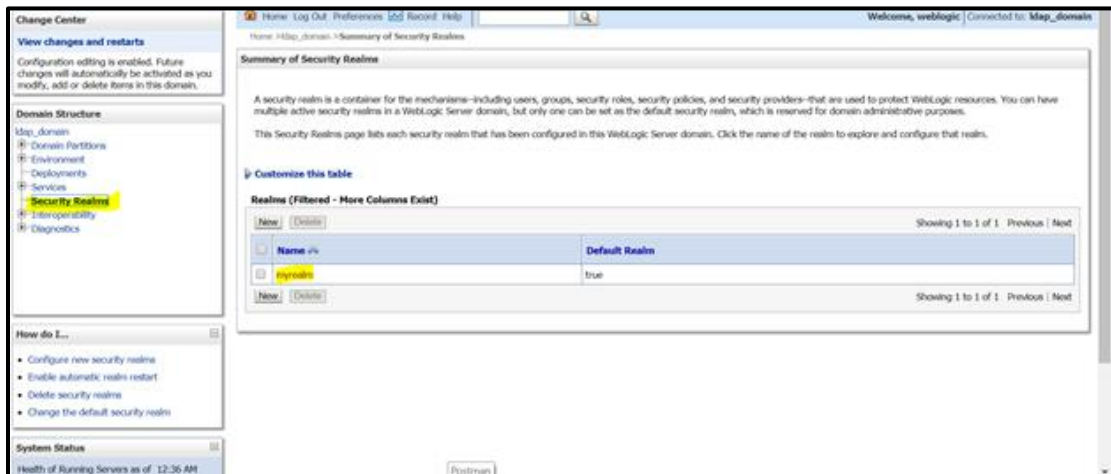 Change Center
View changes and restarts
Configuration editing is enabled. Future
changes will automatically be activated as you
modify, add or delete items in this domain.
Domain Structure
ldap_domain
Domain Partitions
Environment
Deployments
Services
Security Realms
Interoperability
Diagnostics
How do I...
Configure new security realms
Enable automatic realm restart
Delete security realms
Change the default security realm
System Status
Health of Running Servers as of 12:36 AM
Home Log Out Preferences Record Help
Welcome, weblogic Connected to: ldap_domain
Home >ldap_domain >Summary of Security Realms
Summary of Security Realms
A security realm is a container for the mechanisms--including users, groups, security roles, security policies, and security providers--that are used to protect WebLogic resources. You can have
multiple active security realms in a WebLogic Server domain, but only one can be set as the default security realm, which is reserved for domain administrative purposes.
This Security Realms page lists each security realm that has been configured in this WebLogic Server domain. Click the name of the realm to explore and configure that realm.
Customize this table
Realms (Filtered - More Columns Exist)
New Delete Showing 1 to 1 of 1 Previous | Next
Name Default Realm
myrealm true
New Delete Showing 1 to 1 of 1 Previous | Next
Postman